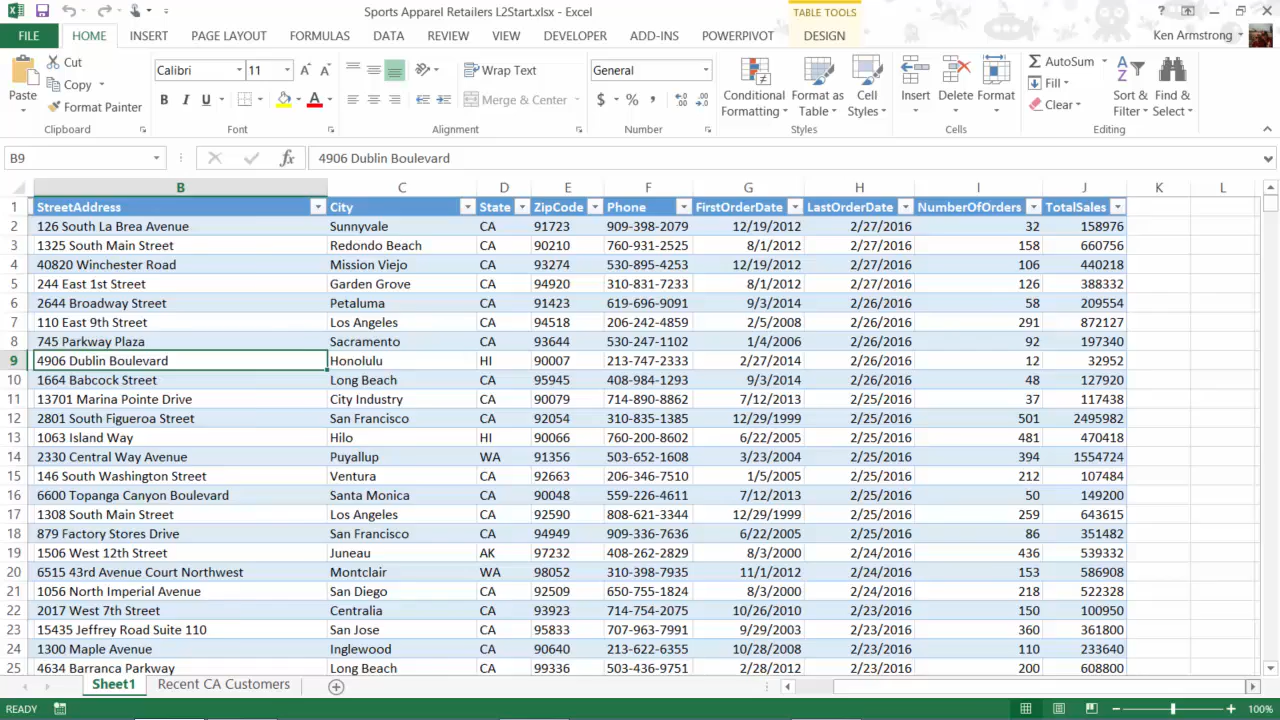 Sports Apparel Retailers L2Start.xlsx - Excel
TABLE TOOLS
?
FILE HOME INSERT PAGE LAYOUT FORMULAS DATA REVIEW VIEW DEVELOPER ADD-INS POWERPIVOT DESIGN Ken Armstrong
Paste
Cut
Copy
Format Painter
Clipboard
Calibri 11
B I U A
Font
Wrap Text
Merge & Center
Alignment
General
$ % ,
Number
Conditional Formatting
Format as Table
Cell Styles
Styles
Insert Delete Format
Cells
AutoSum
Fill
Clear
Sort & Filter
Find & Select
Editing
B9 fx 4906 Dublin Boulevard
B C D E F G H I J K L
1 StreetAddress City State ZipCode Phone FirstOrderDate LastOrderDate NumberOfOrders TotalSales
2 126 South La Brea Avenue Sunnyvale CA 91723 909-398-2079 12/19/2012 2/27/2016 32 158976
3 1325 South Main Street Redondo Beach CA 90210 760-931-2525 8/1/2012 2/27/2016 158 660756
4 40820 Winchester Road Mission Viejo CA 93274 530-895-4253 12/19/2012 2/27/2016 106 440218
5 244 East 1st Street Garden Grove CA 94920 310-831-7233 8/1/2012 2/27/2016 126 388332
6 2644 Broadway Street Petaluma CA 91423 619-696-9091 9/3/2014 2/26/2016 58 209554
7 110 East 9th Street Los Angeles CA 94518 206-242-4859 2/5/2008 2/26/2016 291 872127
8 745 Parkway Plaza Sacramento CA 93644 530-247-1102 1/4/2006 2/26/2016 92 197340
9 4906 Dublin Boulevard Honolulu HI 90007 213-747-2333 2/27/2014 2/26/2016 12 32952
10 1664 Babcock Street Long Beach CA 95945 408-984-1293 9/3/2014 2/26/2016 48 127920
11 13701 Marina Pointe Drive City Industry CA 90079 714-890-8862 7/12/2013 2/25/2016 37 117438
12 2801 South Figueroa Street San Francisco CA 92054 310-835-1385 12/29/1999 2/25/2016 501 2495982
13 1063 Island Way Hilo HI 90066 760-200-8602 6/22/2005 2/25/2016 481 470418
14 2330 Central Way Avenue Puyallup WA 91356 503-652-1608 3/23/2004 2/25/2016 394 1554724
15 146 South Washington Street Ventura CA 92663 206-346-7510 1/5/2005 2/25/2016 212 107484
16 6600 Topanga Canyon Boulevard Santa Monica CA 90048 559-226-4611 7/12/2013 2/25/2016 50 149200
17 1308 South Main Street Los Angeles CA 92590 808-621-3344 12/29/1999 2/25/2016 259 643615
18 879 Factory Stores Drive San Francisco CA 94949 909-336-7636 6/22/2005 2/25/2016 86 351482
19 1506 West 12th Street Juneau AK 97232 408-262-2829 8/3/2000 2/24/2016 436 539332
20 6515 43rd Avenue Court Northwest Montclair WA 98052 310-398-7935 11/1/2012 2/24/2016 153 586908
21 1056 North Imperial Avenue San Diego CA 92509 650-755-1824 8/3/2000 2/24/2016 218 522328
22 2017 West 7th Street Centralia CA 93923 714-754-2075 10/26/2010 2/23/2016 150 100950
23 15435 Jeffrey Road Suite 110 San Jose CA 95833 707-963-7991 9/29/2003 2/23/2016 360 361800
24 1300 Maple Avenue Inglewood CA 90640 213-622-6355 10/28/2008 2/23/2016 110 233640
25 4634 Barranca Parkway Long Beach CA 99336 503-436-9751 2/28/2012 2/23/2016 200 608800
Sheet1 Recent CA Customers
READY 100%